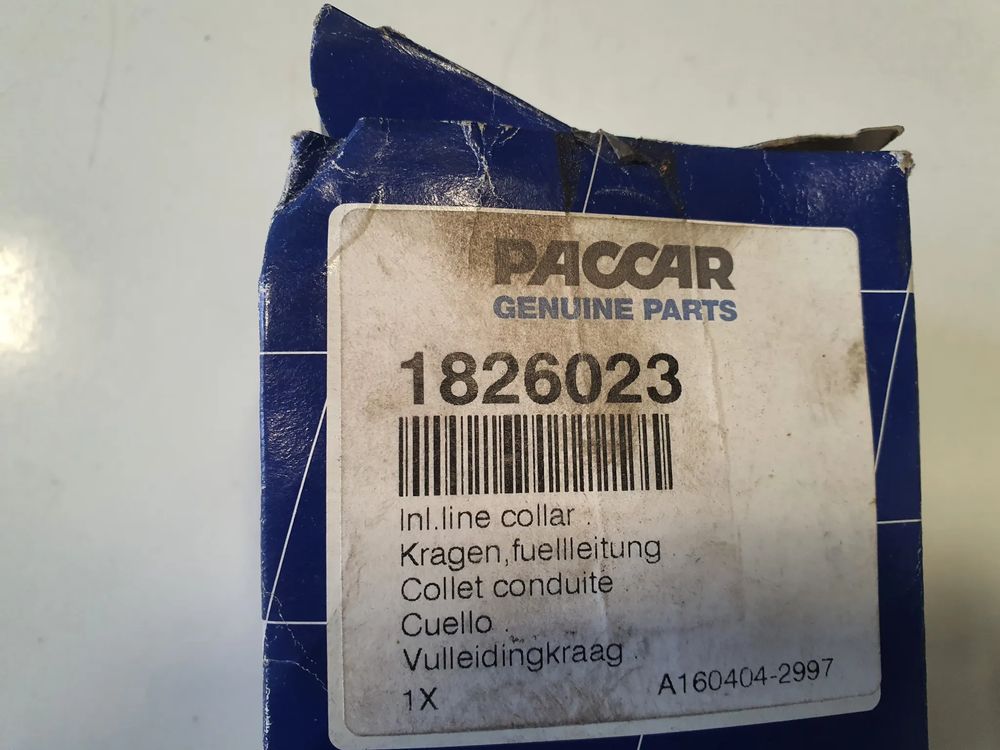 PACCAR
GENUINE PARTS
1826023
Inl.line collar .
Kragen,fuellleitung
Collet conduite
Cuello .
Vulleidingkraag .
1X
A160404-2997